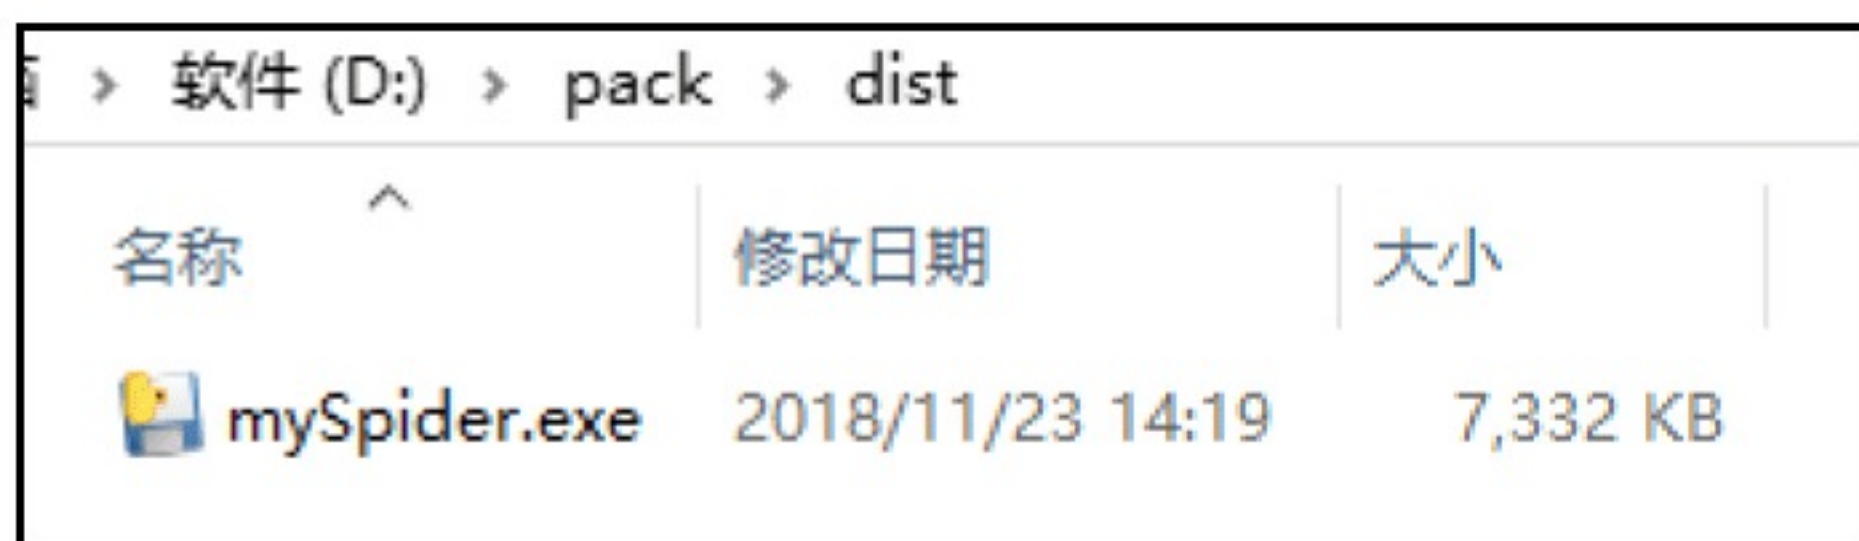 > 软件 (D:) > pack > dist
名称 修改日期 大小
mySpider.exe 2018/11/23 14:19 7,332 KB